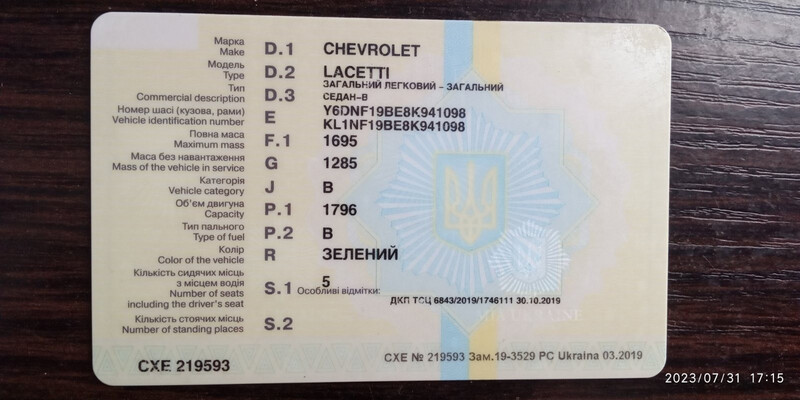 Марка
Make D.1 CHEVROLET
Модель
Type D.2 LACETTI
Тип
Commercial description D.3 ЗАГАЛЬНИЙ ЛЕГКОВИЙ - ЗАГАЛЬНИЙ
СЕДАН-B
Номер шасі (кузова, рами)
Vehicle identification number E Y6DNF19BE8K941098
KL1NF19BE8K941098
Повна маса
Maximum mass F.1 1695
Маса без навантаження
Mass of the vehicle in service G 1285
Категорія
Vehicle category J B
Об'єм двигуна
Capacity P.1 1796
Тип пального
Type of fuel P.2 B
Колір
Color of the vehicle R ЗЕЛЕНИЙ
Кількість сидячих місць
з місцем водія
Number of seats
including the driver's seat S.1 5
Особливі відмітки:
ДКП ТСЦ 6843/2019/1746111 30.10.2019
Кількість стоячих місць
Number of standing places S.2
CXE 219593
CXE № 219593 Зам.19-3529 РС Ukraina 03.2019
2023/07/31 17:15